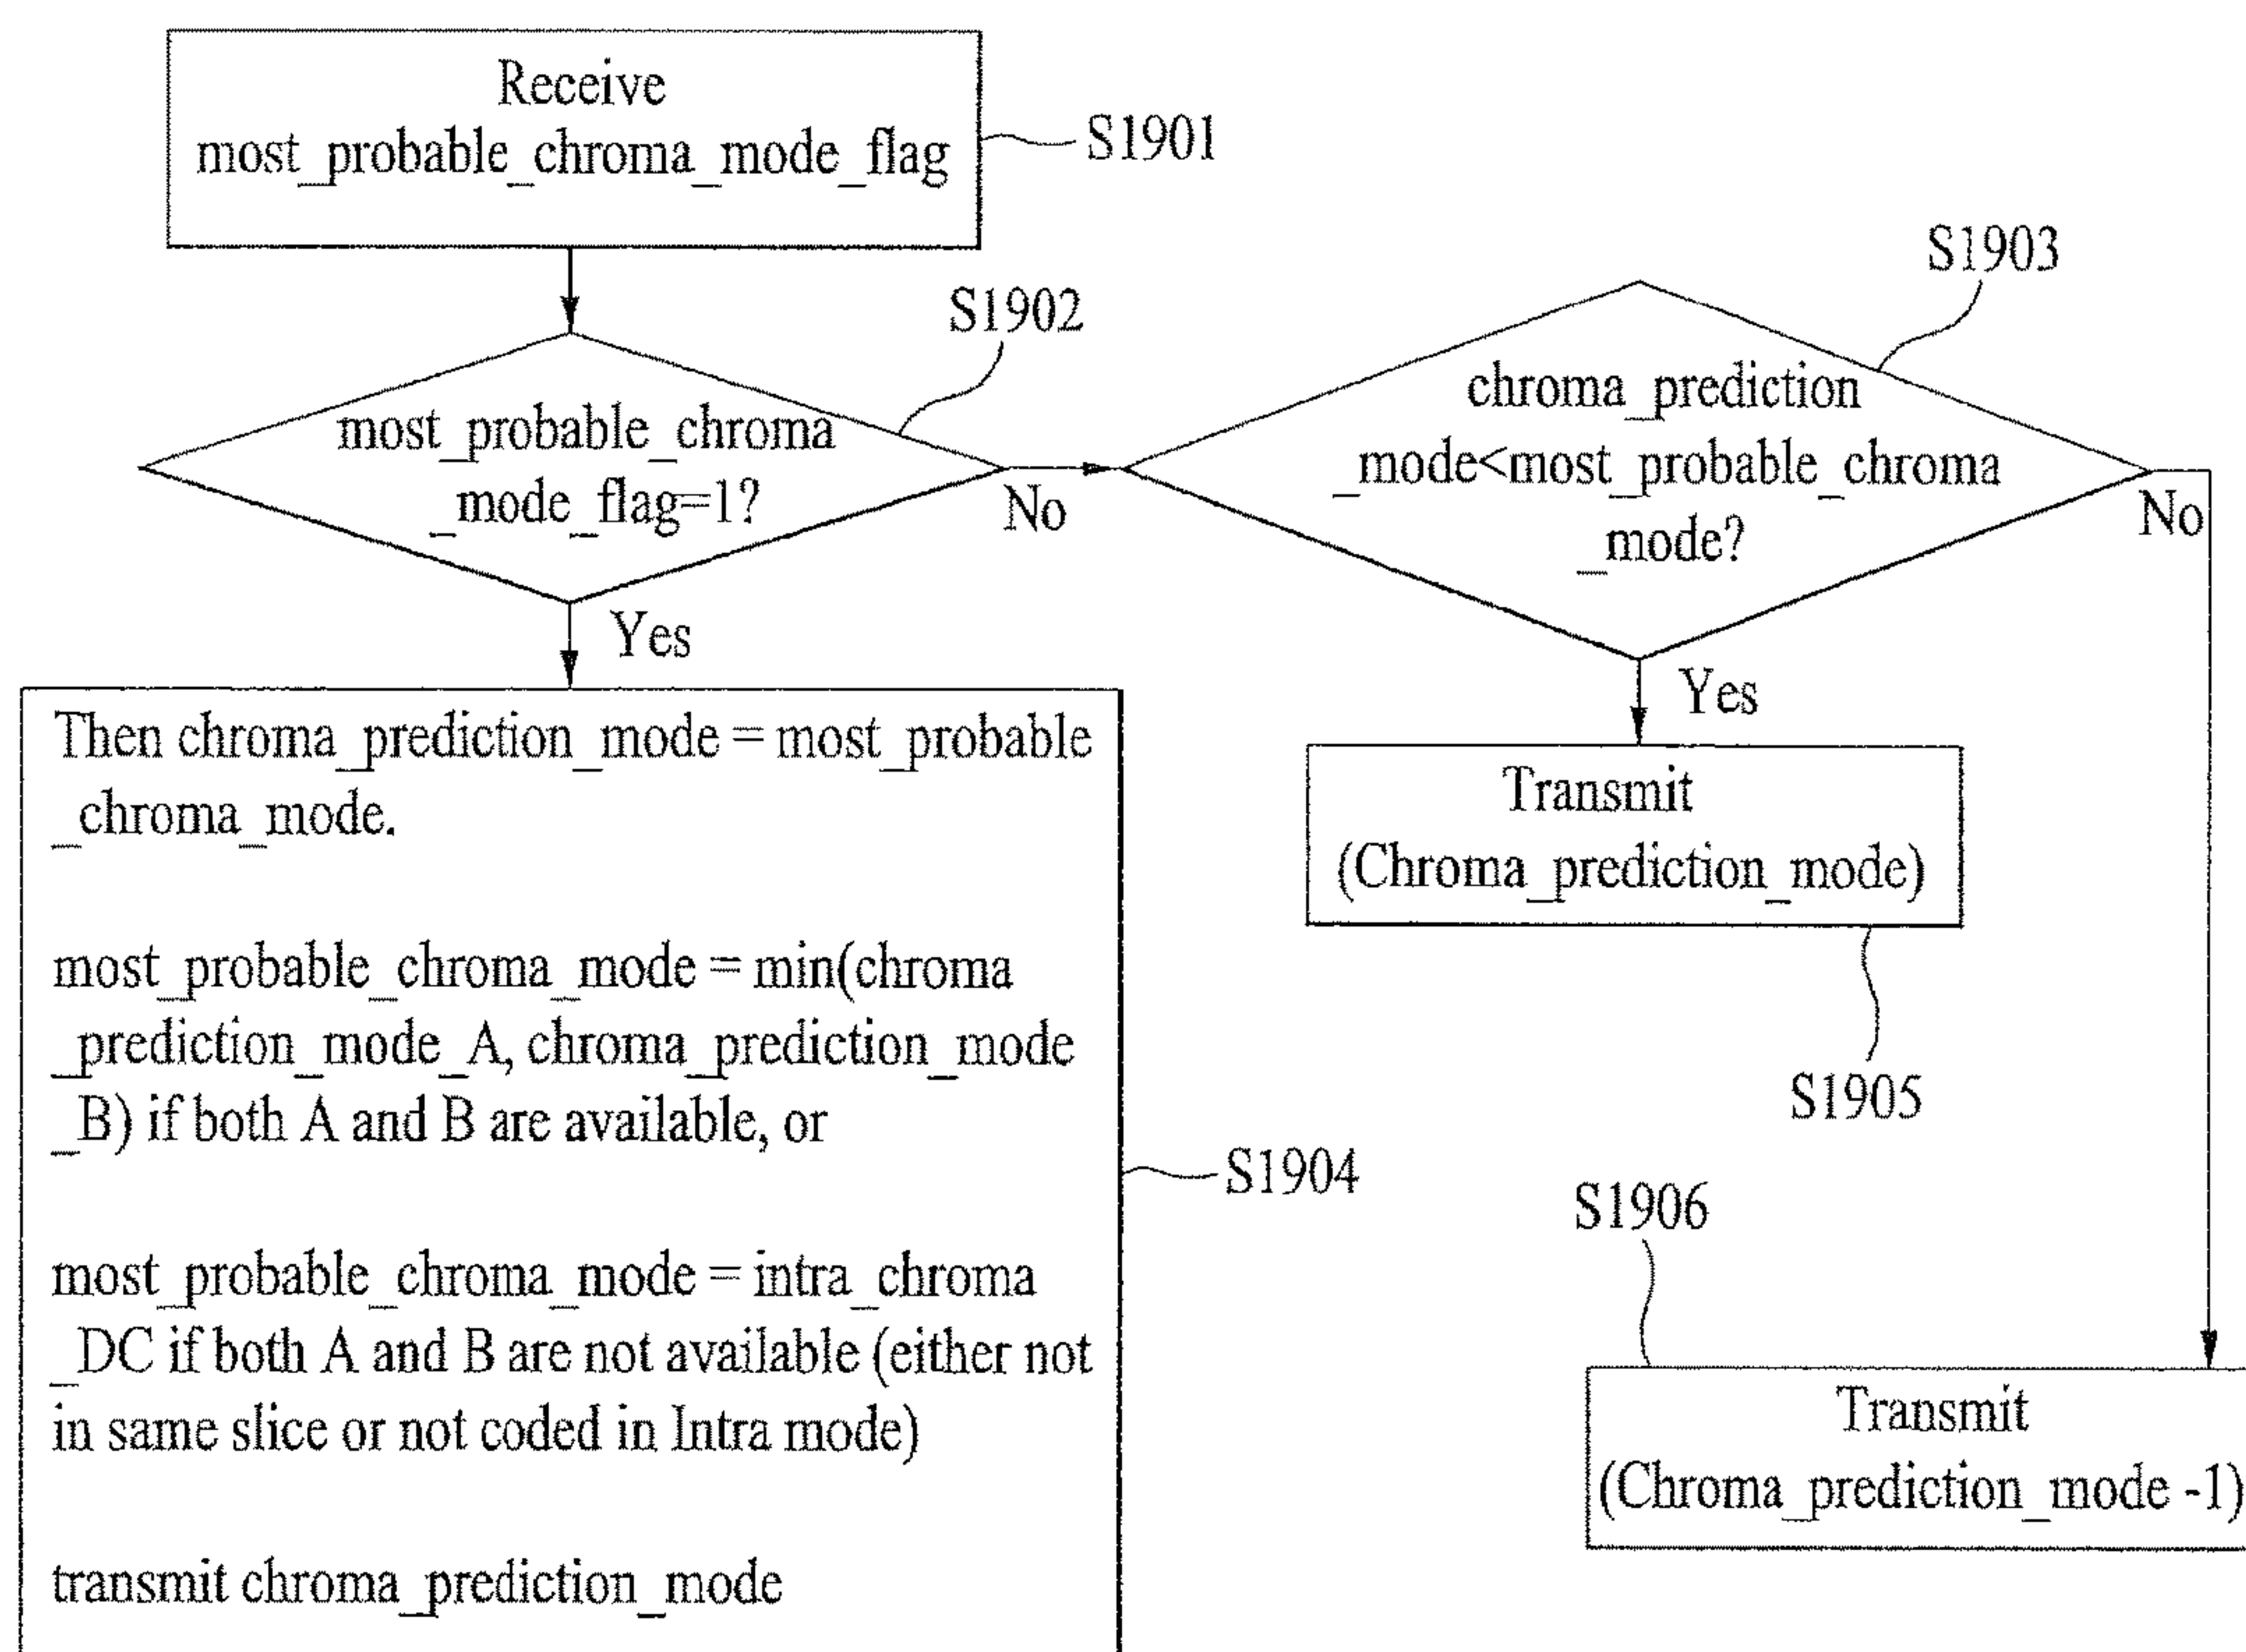 Receive
most_probable_chroma_mode_flag
S1901
S1902
most_probable_chroma
_mode_flag=1?
No
Yes
S1903
chroma_prediction
_mode<most_probable_chroma
_mode?
No
Yes
Then chroma_prediction_mode = most_probable
_chroma_mode.
most_probable_chroma_mode = min(chroma
_prediction_mode_A, chroma_prediction_mode
_B) if both A and B are available, or
most_probable_chroma_mode = intra_chroma
_DC if both A and B are not available (either not
in same slice or not coded in Intra mode)
transmit chroma_prediction_mode
S1904
Transmit
(Chroma_prediction_mode)
S1905
S1906
Transmit
(Chroma_prediction_mode -1)